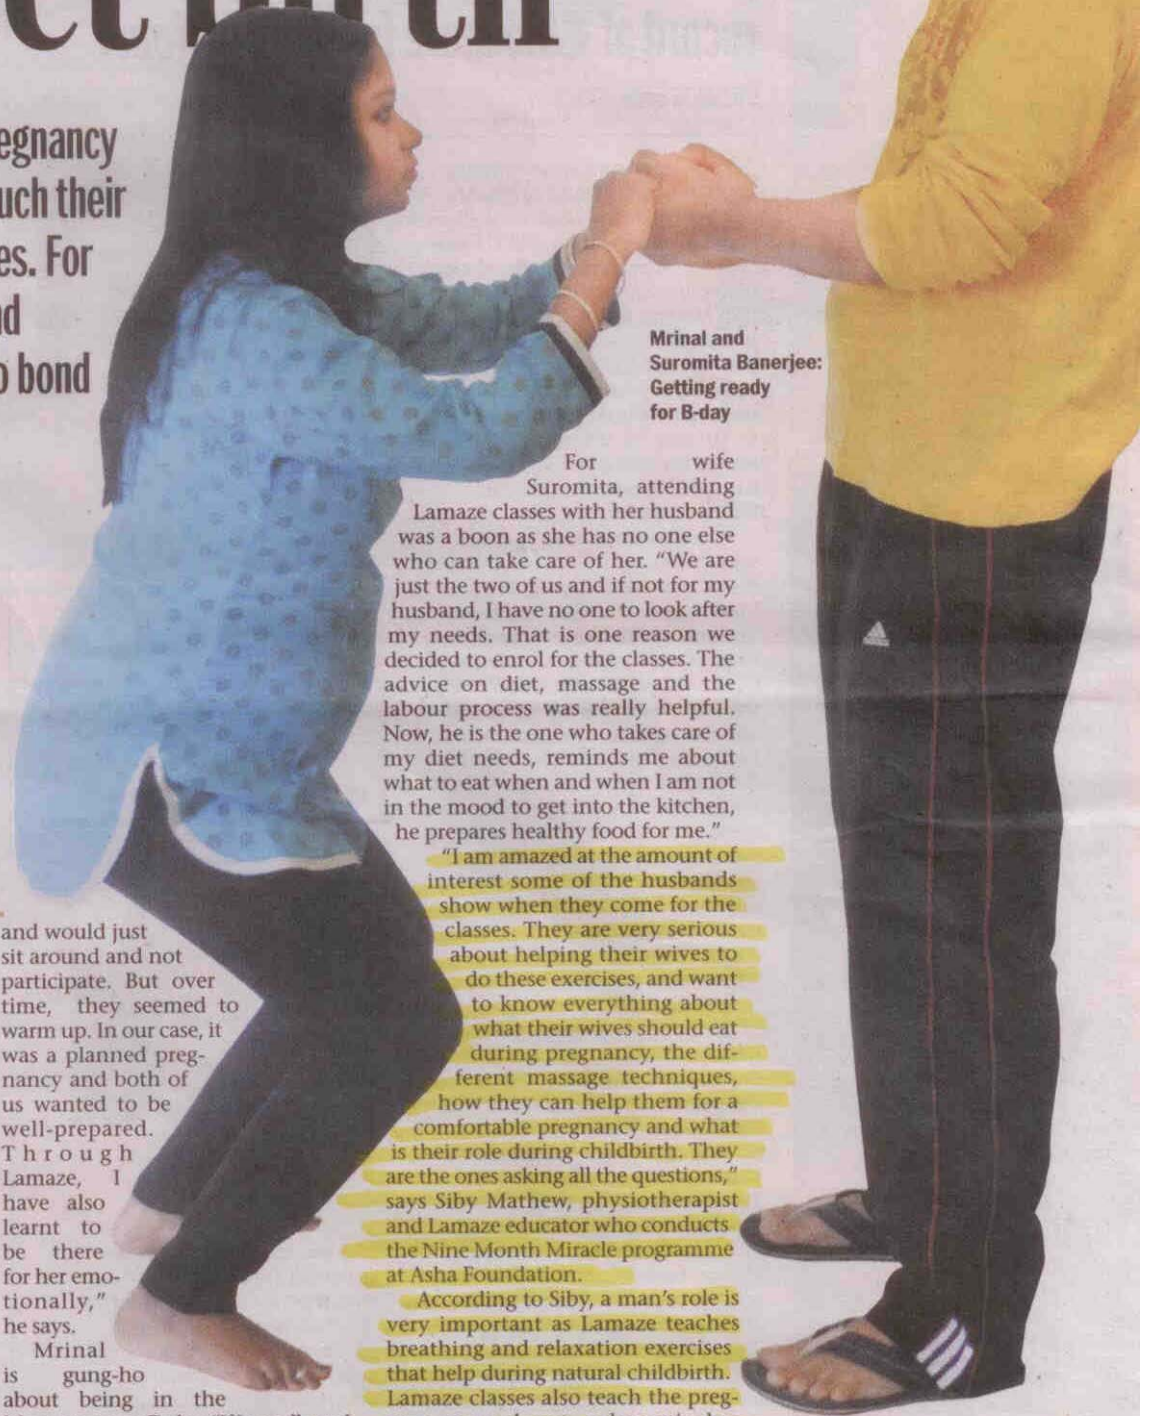 egnancy
uch their
es. For
d
o bond
Mrinal and
Suromita Banerjee:
Getting ready
for B-day
and would just
sit around and not
participate. But over
time, they seemed to
warm up. In our case, it
was a planned preg-
nancy and both of
us wanted to be
well-prepared.
Through
Lamaze, I
have also
learnt to
be there
for her emo-
tionally,"
he says.
Mrinal
is gung-ho
about being in the
For wife
Suromita, attending
Lamaze classes with her husband
was a boon as she has no one else
who can take care of her. "We are
just the two of us and if not for my
husband, I have no one to look after
my needs. That is one reason we
decided to enrol for the classes. The
advice on diet, massage and the
labour process was really helpful.
Now, he is the one who takes care of
my diet needs, reminds me about
what to eat when and when I am not
in the mood to get into the kitchen,
he prepares healthy food for me."
"I am amazed at the amount of
interest some of the husbands
show when they come for the
classes. They are very serious
about helping their wives to
do these exercises, and want
to know everything about
what their wives should eat
during pregnancy, the dif-
ferent massage techniques,
how they can help them for a
comfortable pregnancy and what
is their role during childbirth. They
are the ones asking all the questions,"
says Siby Mathew, physiotherapist
and Lamaze educator who conducts
the Nine Month Miracle programme
at Asha Foundation.
According to Siby, a man's role is
very important as Lamaze teaches
breathing and relaxation exercises
that help during natural childbirth.
Lamaze classes also teach the preg-